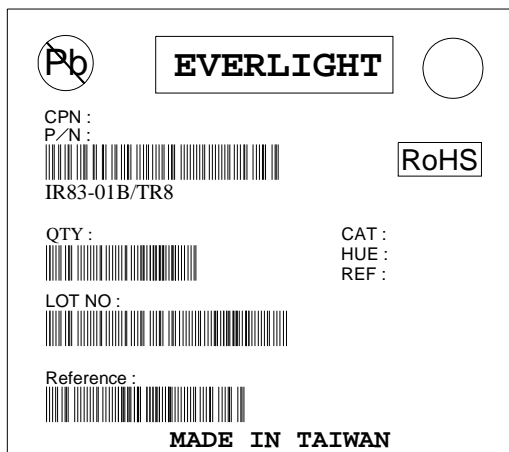 Pb
EVERLIGHT
CPN :
P/N :
RoHS
IR83-01B/TR8
QTY :
CAT :
HUE :
REF :
LOT NO :
Reference :
MADE IN TAIWAN